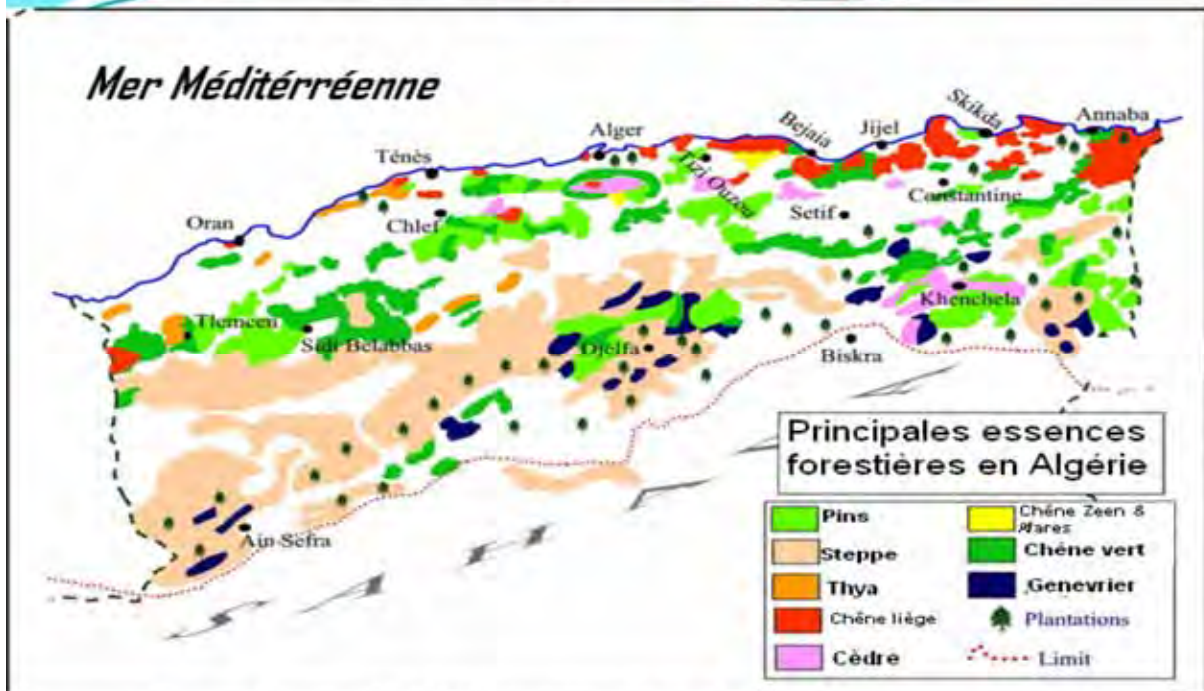 Mer Méditérréenne
Skikda
Annaba
Jijel
Bejaia
Alger
Ténès
Tizi Ouzou
Constantine
Setif
Chlef
Oran
Khenchela
Tlemcen
Sidi Belabbas
Djelfa
Biskra
Ain Sefra
Principales essences
forestières en Algérie
Pins
Chéne Zeen &
Afares
Steppe
Chéne vert
Thya
Genevrier
Chéne liège
Plantations
Cèdre
Limit